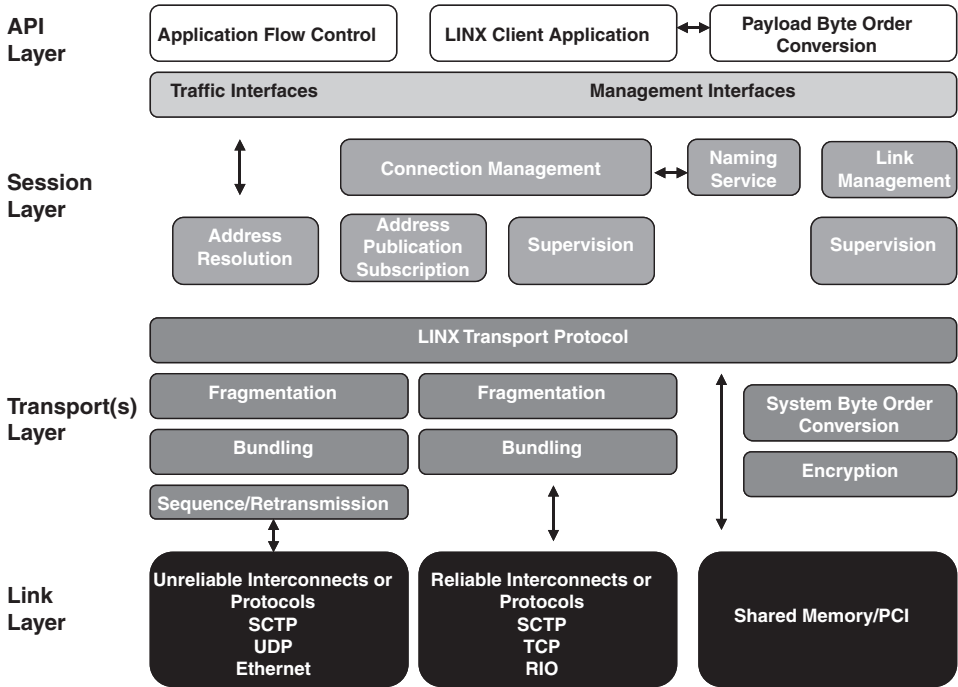 API
Layer
Application Flow Control
LINX Client Application
Payload Byte Order
Conversion
Traffic Interfaces
Management Interfaces
Session
Layer
Connection Management
Naming
Service
Link
Management
Address
Resolution
Address
Publication
Subscription
Supervision
Supervision
LINX Transport Protocol
Transport(s)
Layer
Fragmentation
Fragmentation
System Byte Order
Conversion
Bundling
Bundling
Encryption
Sequence/Retransmission
Link
Layer
Unreliable Interconnects or
Protocols
SCTP
UDP
Ethernet
Reliable Interconnects or
Protocols
SCTP
TCP
RIO
Shared Memory/PCI